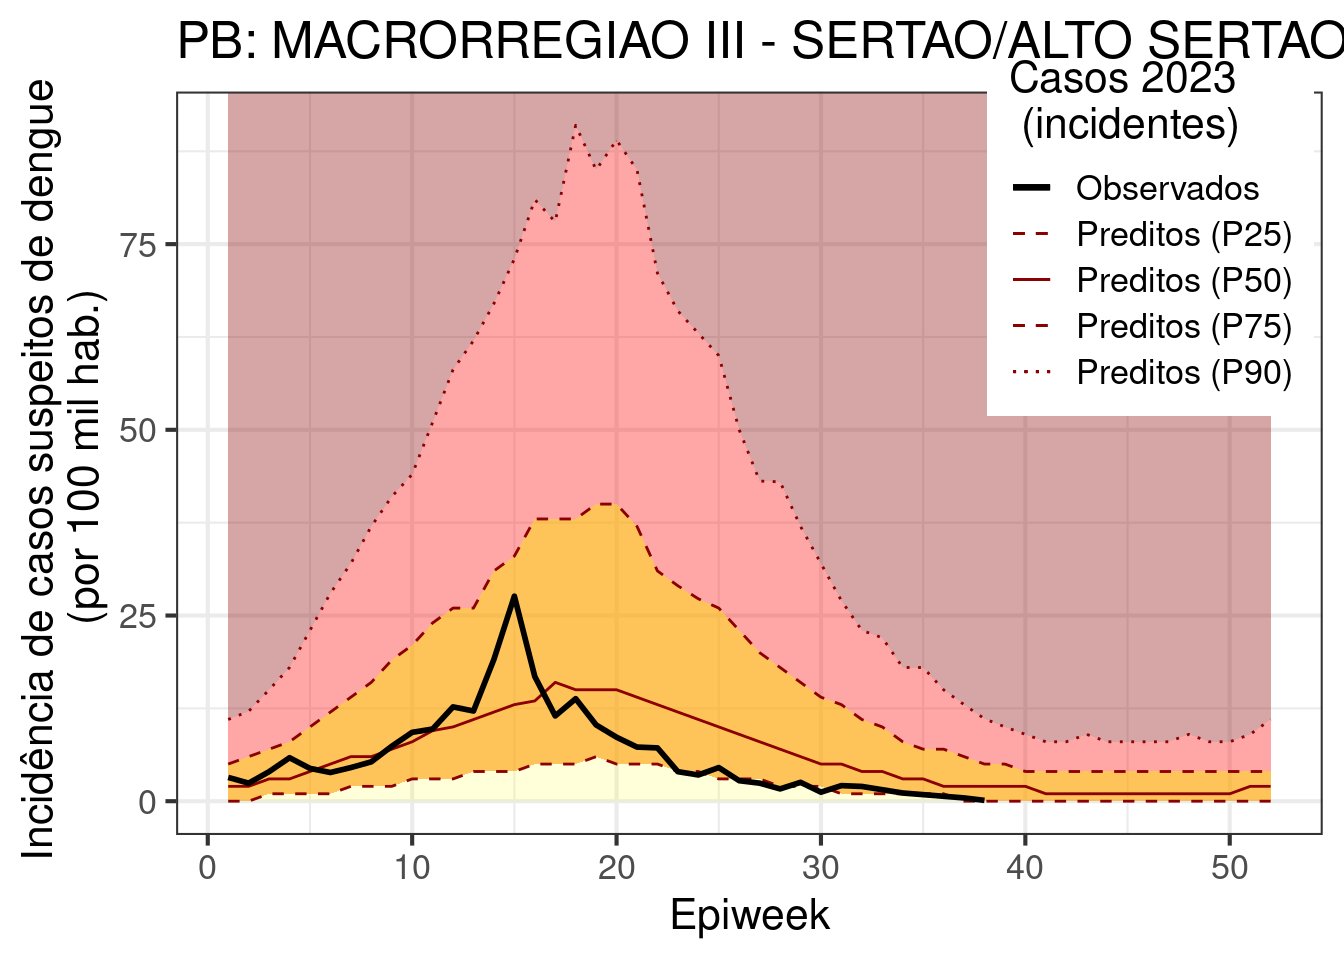 PB: MACRORREGIAO III - SERTAO/ALTO SERTAO
Casos 2023
(incidentes)
Observados
Preditos (P25)
Preditos (P50)
Preditos (P75)
Preditos (P90)
Incidência de casos suspeitos de dengue
(por 100 mil hab.)
75
50
25
0
0 10 20 30 40 50
Epiweek